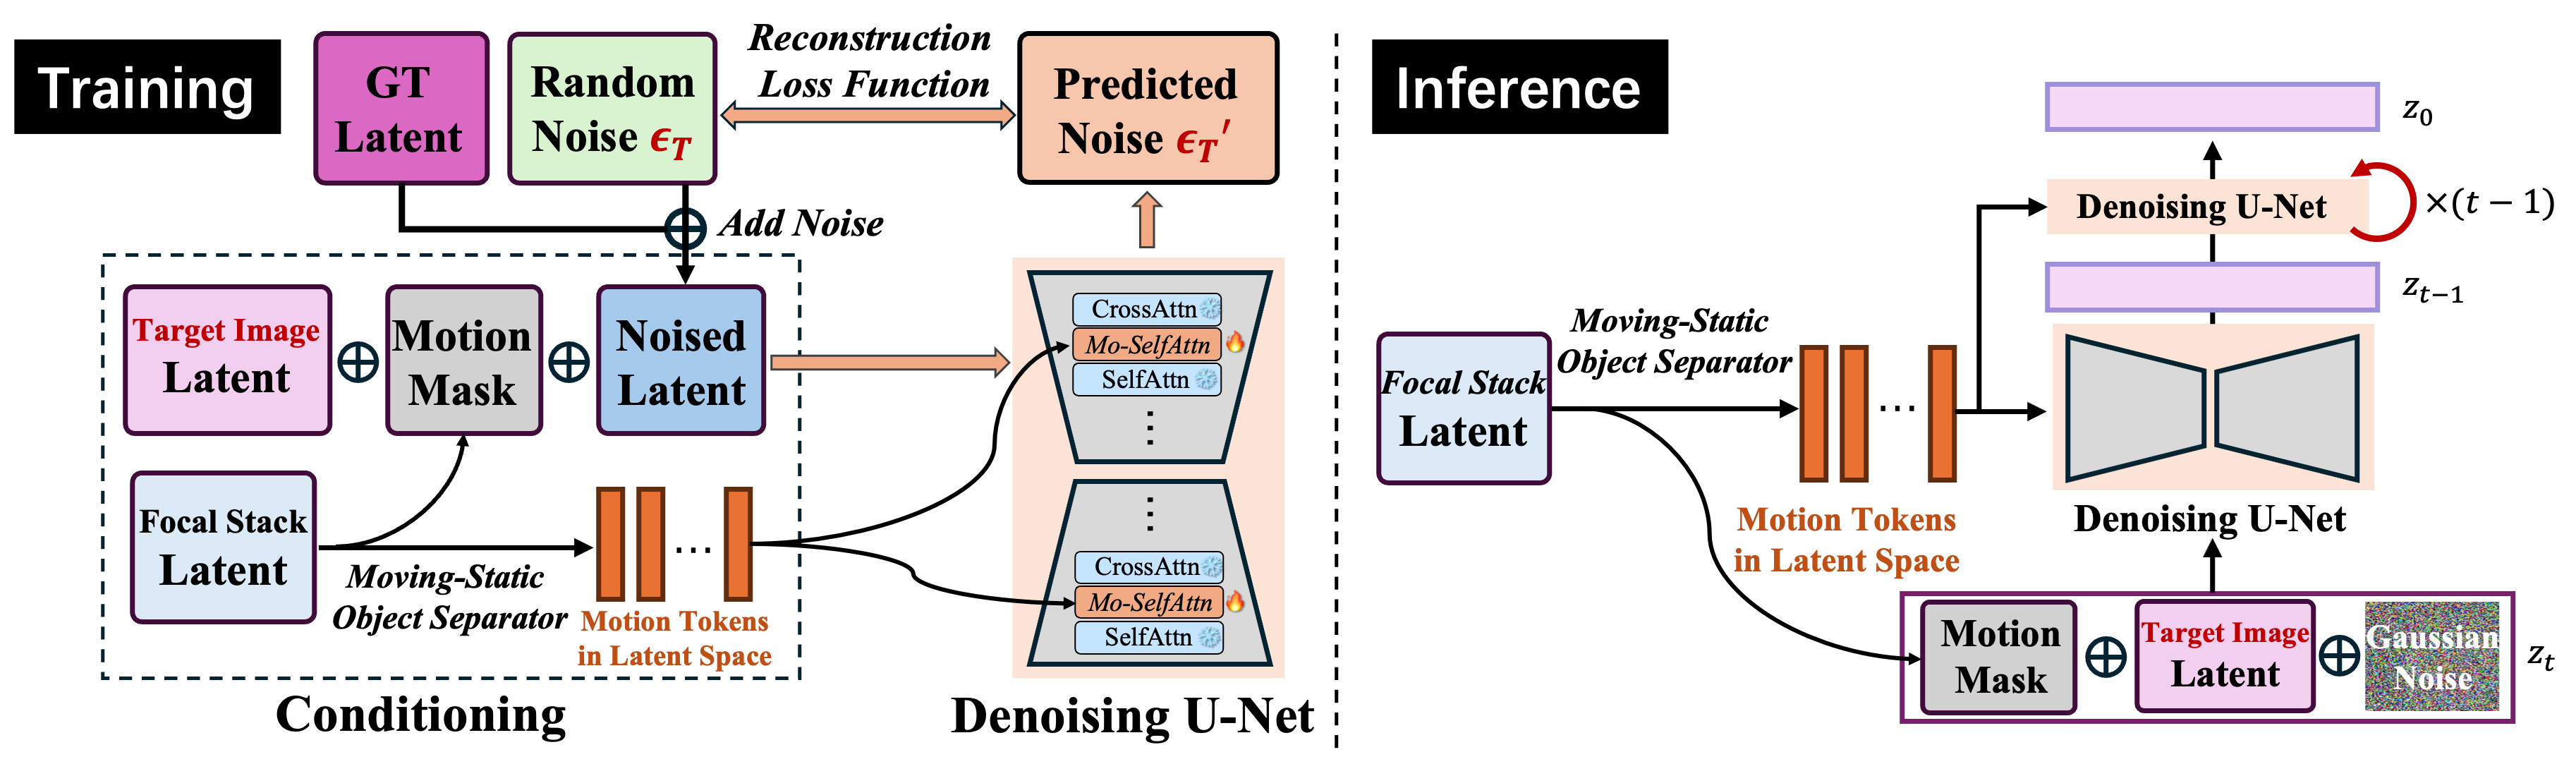 Training
GT
Latent
Random
Noise ϵ_T
Reconstruction
Loss Function
Predicted
Noise ϵ_T′
Add Noise
Target Image
Latent
Motion
Mask
Noised
Latent
Focal Stack
Latent
Moving-Static
Object Separator
...
Motion Tokens
in Latent Space
Conditioning
CrossAttn
Mo-SelfAttn
SelfAttn
⋮
⋮
CrossAttn
Mo-SelfAttn
SelfAttn
Denoising U-Net
Inference
Focal Stack
Latent
Moving-Static
Object Separator
...
Motion Tokens
in Latent Space
z_0
Denoising U-Net
×(t − 1)
z_{t−1}
Denoising U-Net
Motion
Mask
Target Image
Latent
Gaussian
Noise
z_t